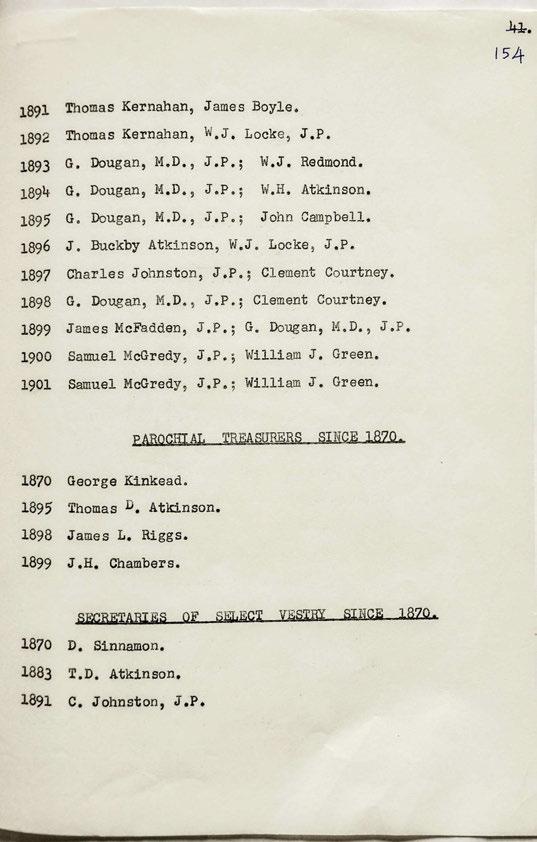 41.
154
1891 Thomas Kernahan, James Boyle.
1892 Thomas Kernahan, W.J. Locke, J.P.
1893 G. Dougan, M.D., J.P.; W.J. Redmond.
1894 G. Dougan, M.D., J.P.; W.H. Atkinson.
1895 G. Dougan, M.D., J.P.; John Campbell.
1896 J. Buckby Atkinson, W.J. Locke, J.P.
1897 Charles Johnston, J.P.; Clement Courtney.
1898 G. Dougan, M.D., J.P.; Clement Courtney.
1899 James McFadden, J.P.; G. Dougan, M.D., J.P.
1900 Samuel McGredy, J.P.; William J. Green.
1901 Samuel McGredy, J.P.; William J. Green.
PAROCHIAL TREASURERS SINCE 1870.
1870 George Kinkead.
1895 Thomas D. Atkinson.
1898 James L. Riggs.
1899 J.H. Chambers.
SECRETARIES OF SELECT VESTRY SINCE 1870.
1870 D. Sinnamon.
1883 T.D. Atkinson.
1891 C. Johnston, J.P.